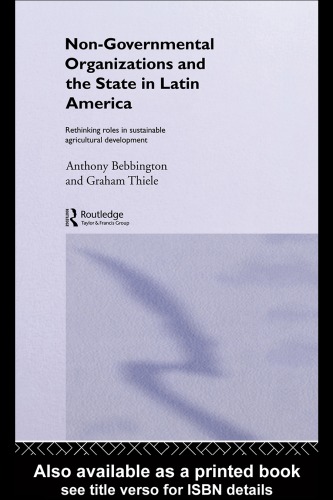 Non-Governmental
Organizations and
the State in Latin
America
Rethinking roles in sustainable
agricultural development
Anthony Bebbington
and Graham Thiele
Routledge
Taylor & Francis Group
Also available as a printed book
see title verso for ISBN details